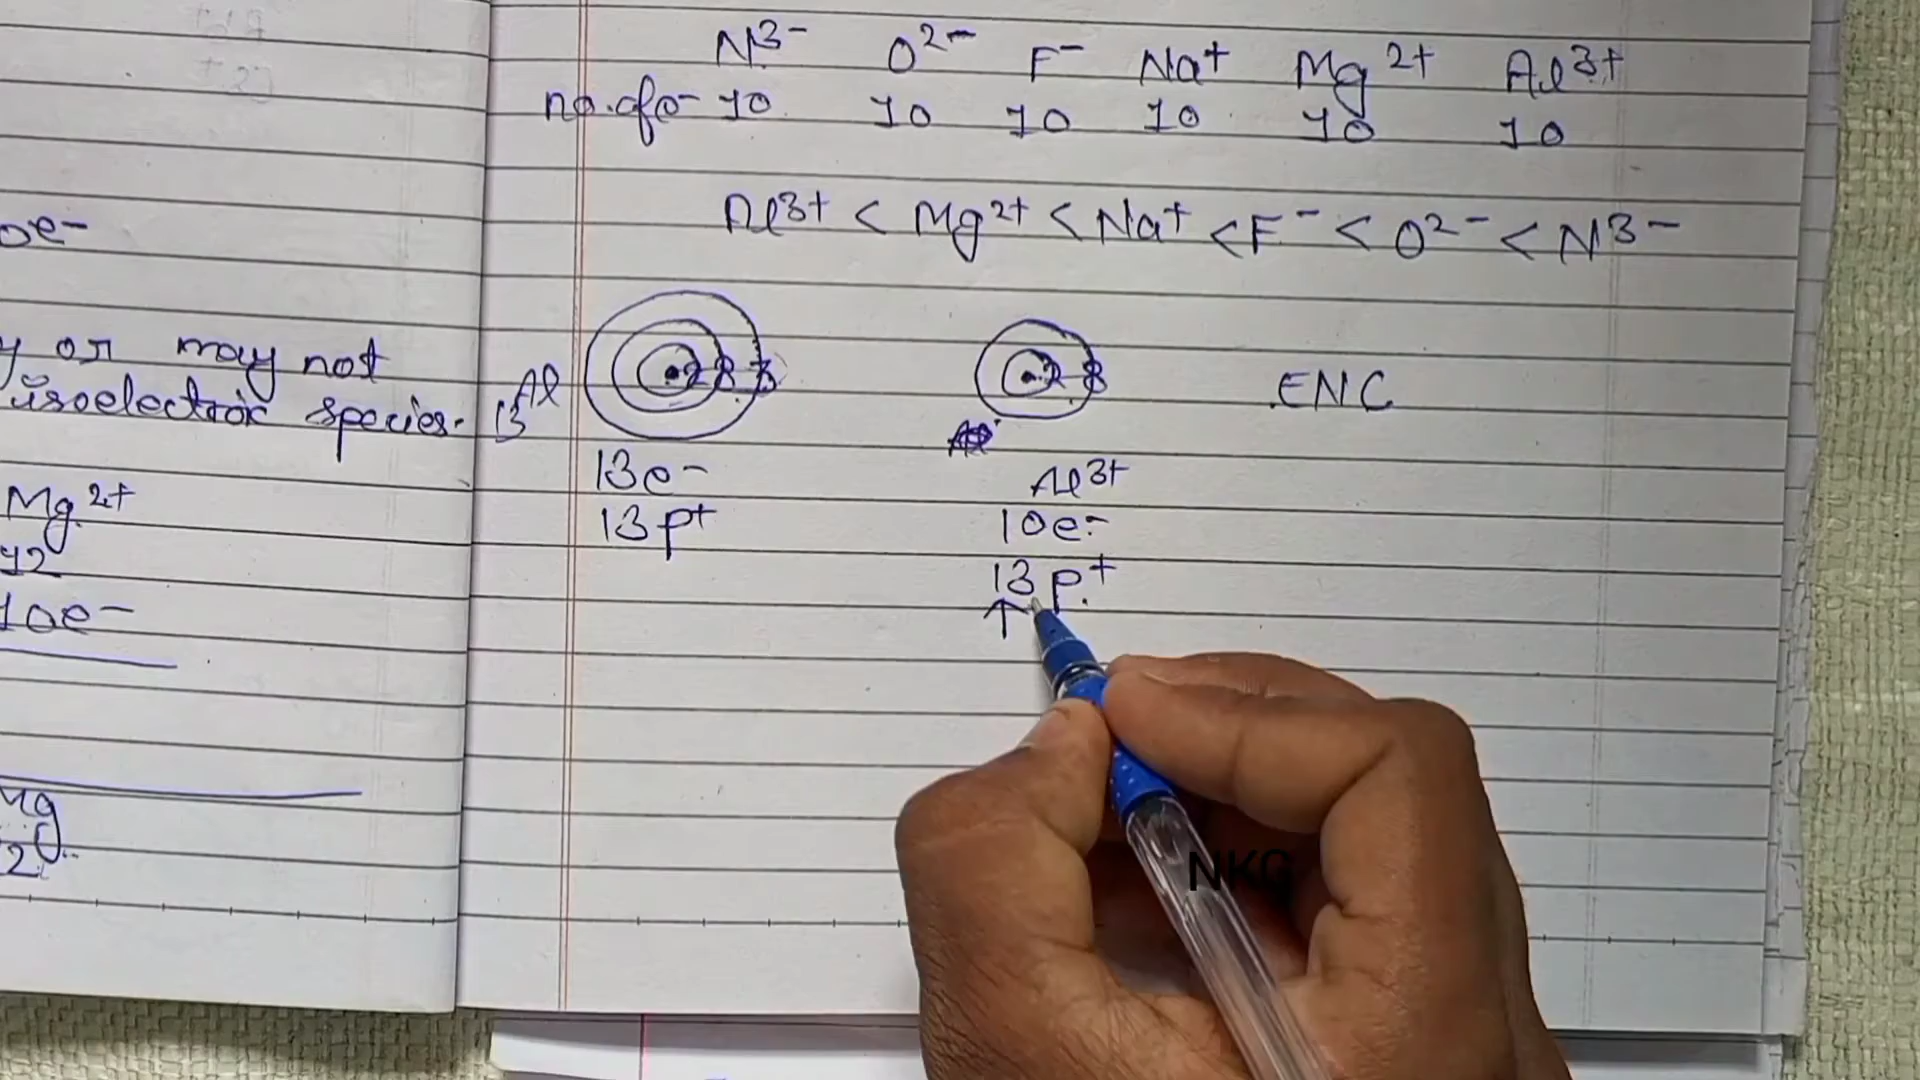 N³⁻ O²⁻ F⁻ Na⁺ Mg²⁺ Al³⁺
no. of e⁻ 10 10 10 10 10 10
Al³⁺ < Mg²⁺ < Na⁺ < F⁻ < O²⁻ < N³⁻
oe⁻
y or may not
isoelectric species.
Mg²⁺
12
10e⁻
Mg
2
2 8 3
₁₃Al
13e⁻
13p⁺
2 8
Al³⁺
10e⁻
13p⁺
ENC
NKG